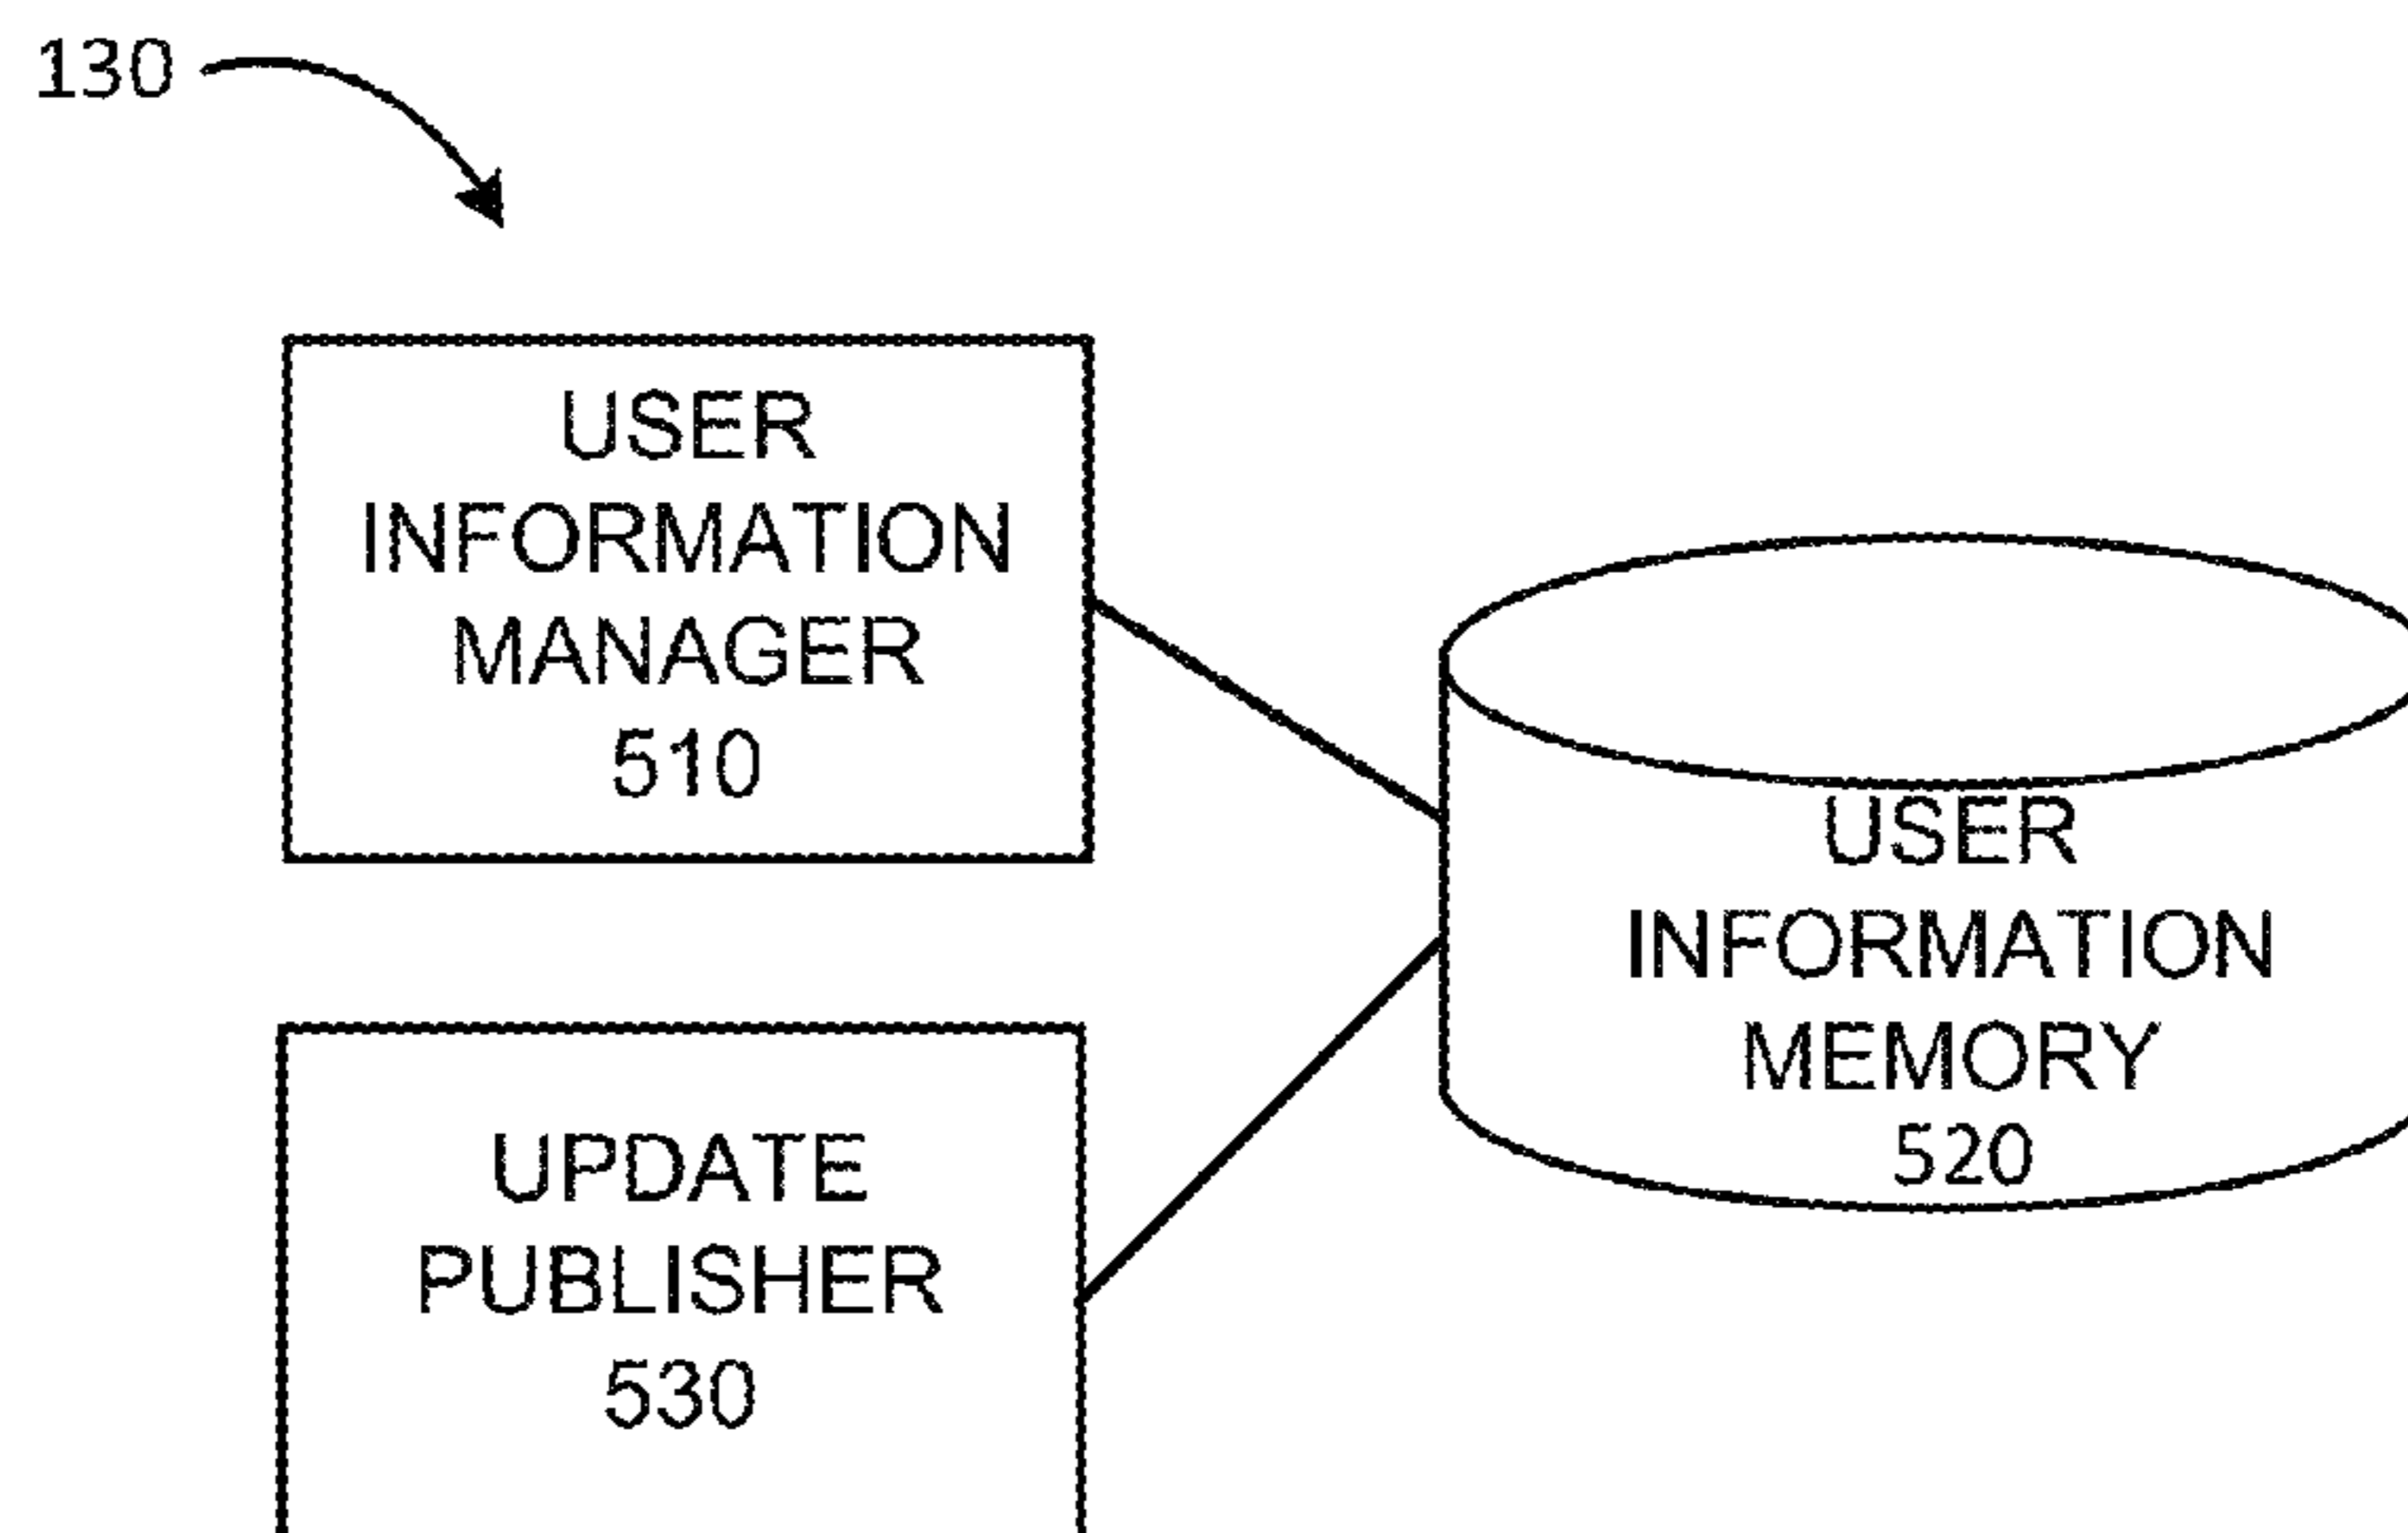 130
USER
INFORMATION
MANAGER
510
USER
INFORMATION
MEMORY
520
UPDATE
PUBLISHER
530